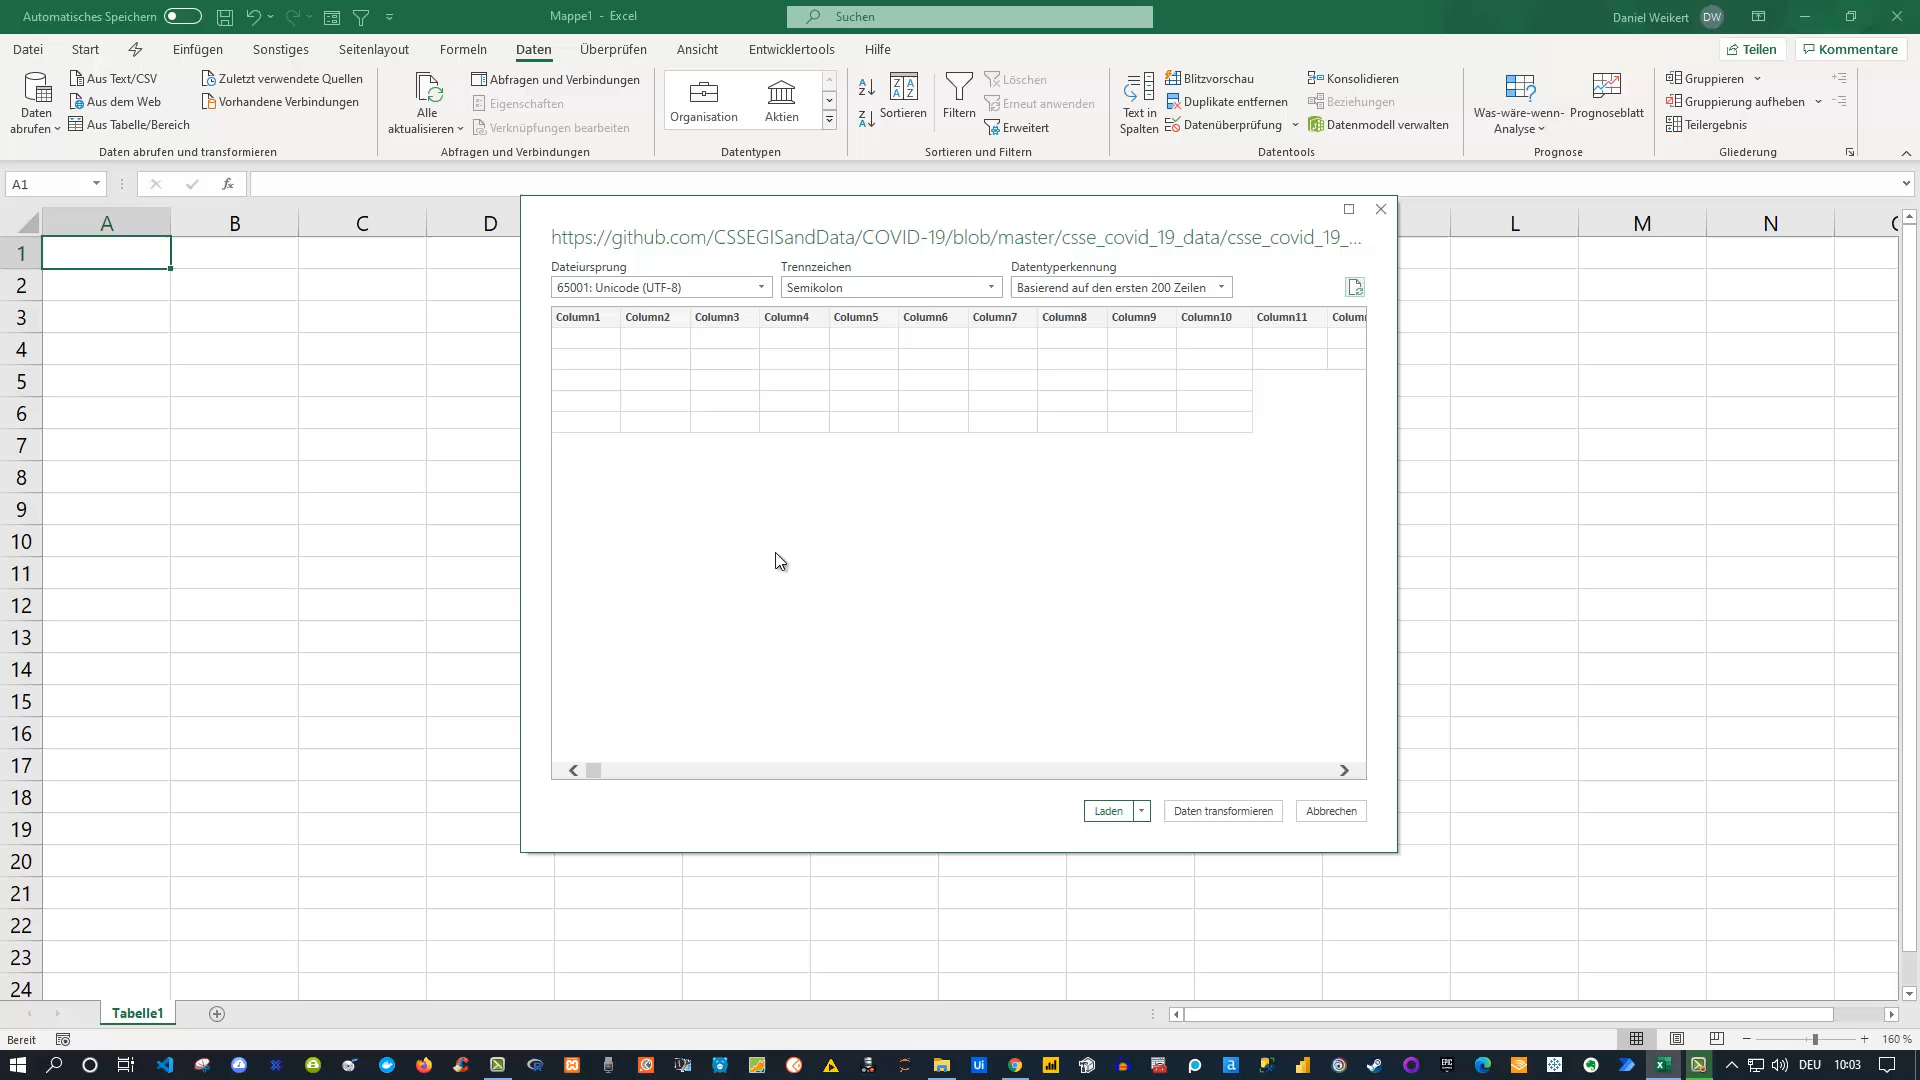 Automatisches Speichern
Mappe1 - Excel
Suchen
Daniel Weikert
DW
Datei
Start
Einfügen
Sonstiges
Seitenlayout
Formeln
Daten
Überprüfen
Ansicht
Entwicklertools
Hilfe
Teilen
Kommentare
Daten abrufen
Aus Text/CSV
Aus dem Web
Aus Tabelle/Bereich
Zuletzt verwendete Quellen
Vorhandene Verbindungen
Daten abrufen und transformieren
Alle aktualisieren
Abfragen und Verbindungen
Eigenschaften
Verknüpfungen bearbeiten
Abfragen und Verbindungen
Organisation
Aktien
Datentypen
Sortieren
Filtern
Löschen
Erneut anwenden
Erweitert
Sortieren und Filtern
Text in Spalten
Blitzvorschau
Duplikate entfernen
Datenüberprüfung
Konsolidieren
Beziehungen
Datenmodell verwalten
Datentools
Was-wäre-wenn-Analyse
Prognoseblatt
Prognose
Gruppieren
Gruppierung aufheben
Teilergebnis
Gliederung
A1
fx
A B C D L M N
1
2
3
4
5
6
7
8
9
10
11
12
13
14
15
16
17
18
19
20
21
22
23
24
https://github.com/CSSEGISandData/COVID-19/blob/master/csse_covid_19_data/csse_covid_19_...
Dateiursprung
Trennzeichen
Datentyperkennung
65001: Unicode (UTF-8)
Semikolon
Basierend auf den ersten 200 Zeilen
Column1 Column2 Column3 Column4 Column5 Column6 Column7 Column8 Column9 Column10 Column11 Colum
Laden
Daten transformieren
Abbrechen
Tabelle1
Bereit
160 %
DEU
10:03